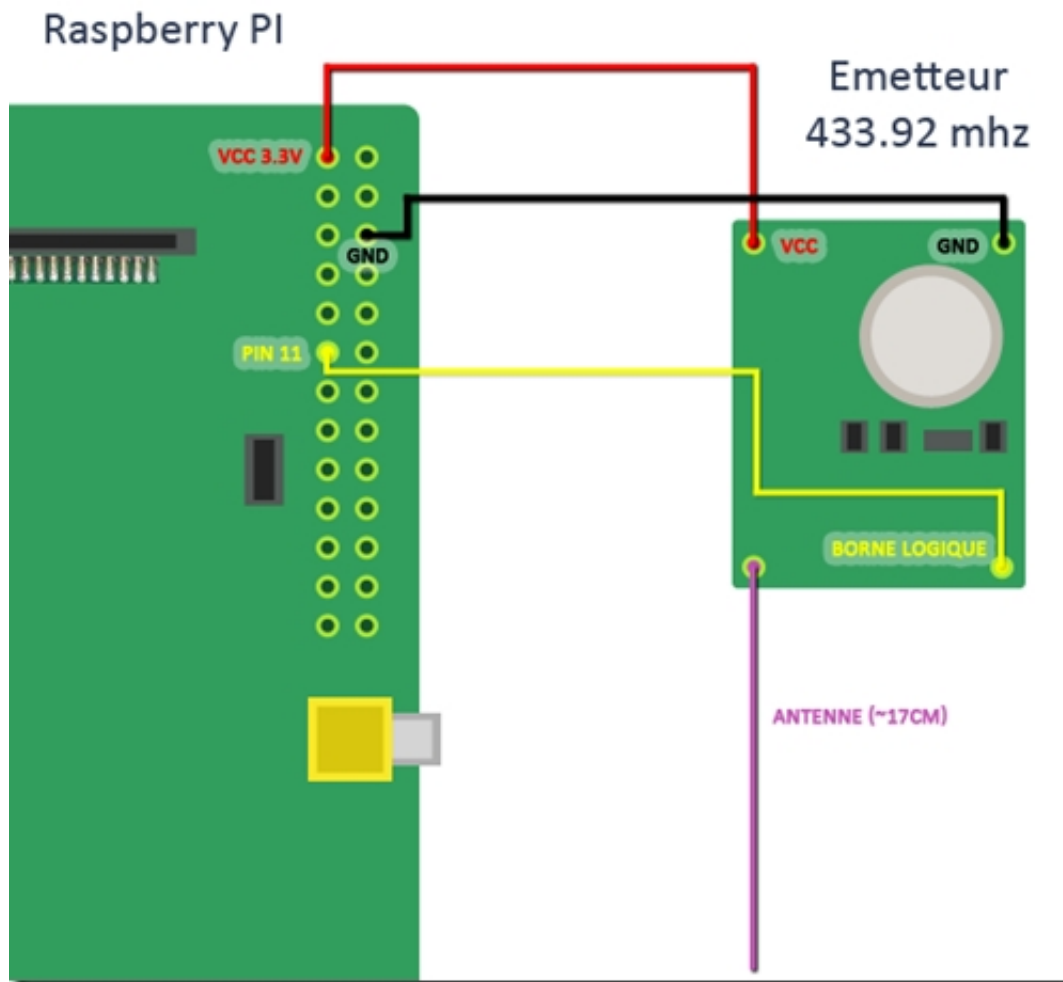 Raspberry PI
Emetteur
433.92 mhz
VCC 3.3V
GND
PIN 11
VCC
GND
BORNE LOGIQUE
ANTENNE (~17CM)